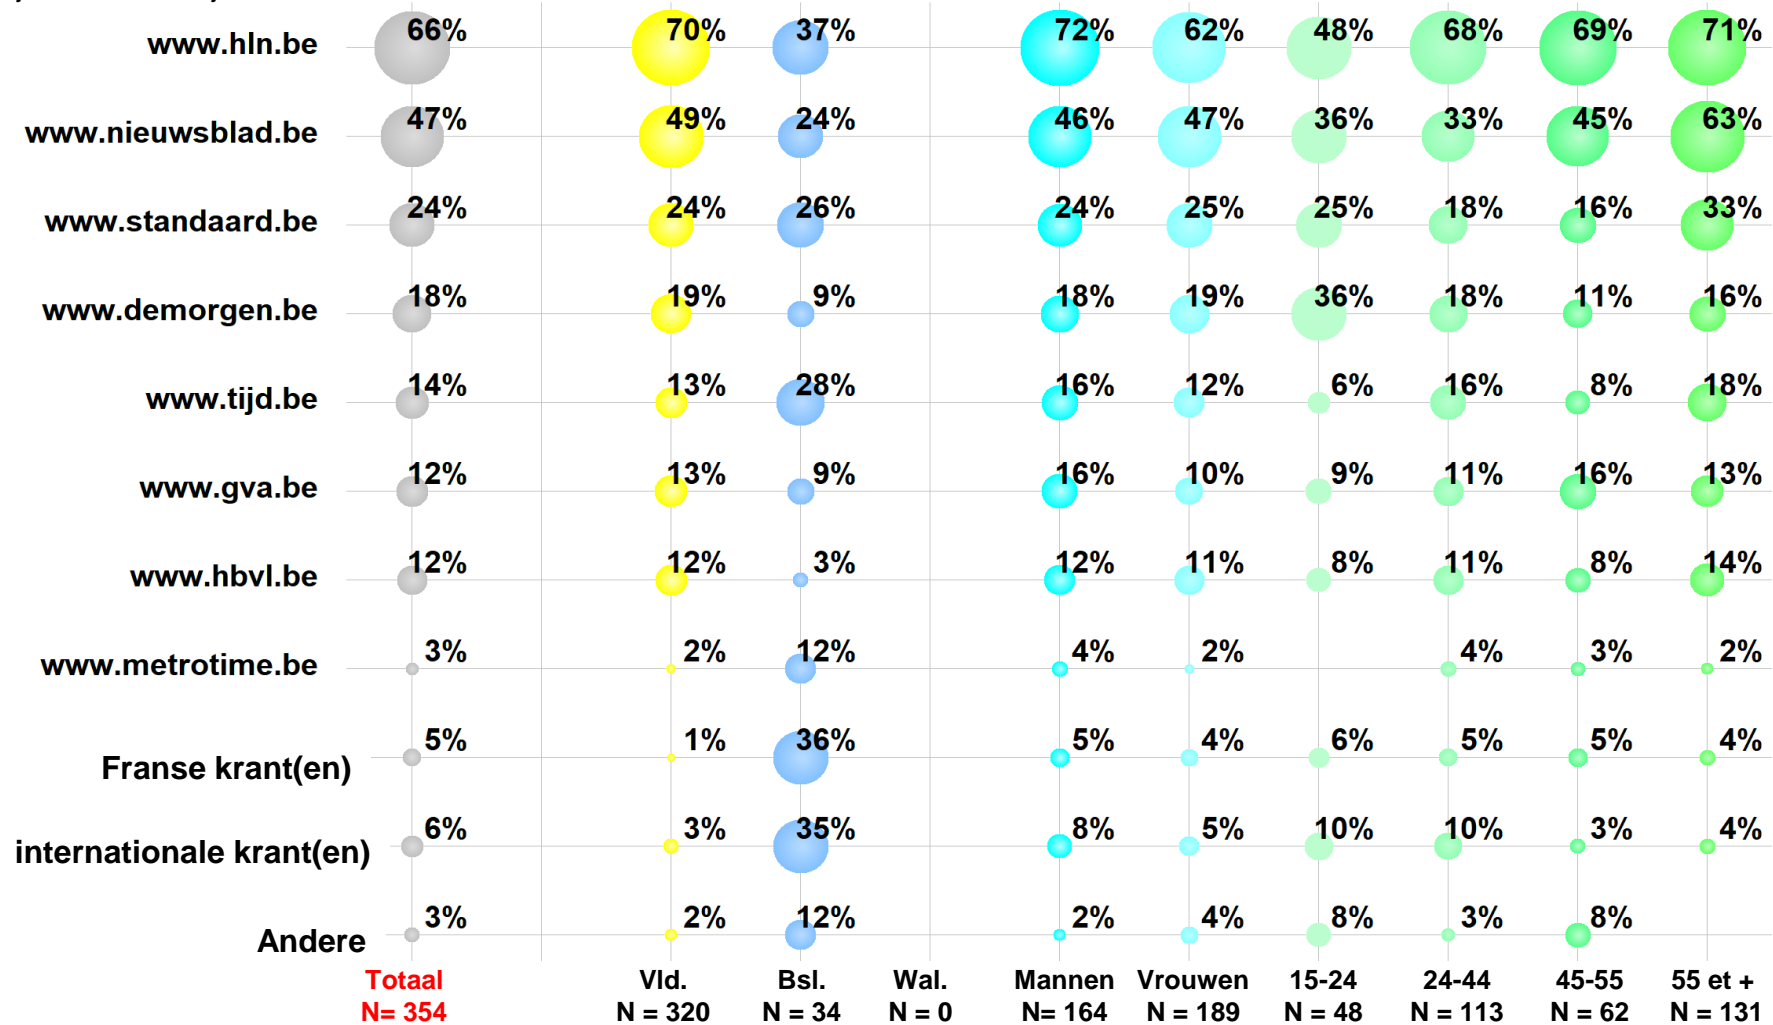 www.hln.be 66% 70% 37% 72% 62% 48% 68% 69% 71%
www.nieuwsblad.be 47% 49% 24% 46% 47% 36% 33% 45% 63%
www.standaard.be 24% 24% 26% 24% 25% 25% 18% 16% 33%
www.demorgen.be 18% 19% 9% 18% 19% 36% 18% 11% 16%
www.tijd.be 14% 13% 28% 16% 12% 6% 16% 8% 18%
www.gva.be 12% 13% 9% 16% 10% 9% 11% 16% 13%
www.hbvl.be 12% 12% 3% 12% 11% 8% 11% 8% 14%
www.metrotime.be 3% 2% 12% 4% 2% 4% 3% 2%
Franse krant(en) 5% 1% 36% 5% 4% 6% 5% 5% 4%
internationale krant(en) 6% 3% 35% 8% 5% 10% 10% 3% 4%
Andere 3% 2% 12% 2% 4% 8% 3% 8%
Totaal Vld. Bsl. Wal. Mannen Vrouwen 15-24 24-44 45-55 55 et +
N= 354 N = 320 N = 34 N = 0 N= 164 N = 189 N = 48 N = 113 N = 62 N = 131